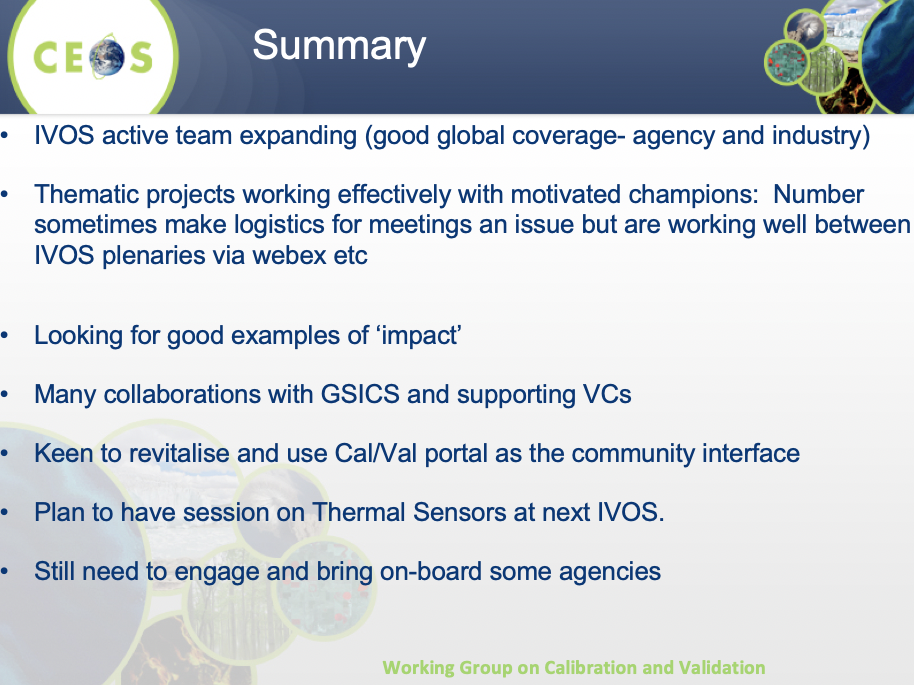 CEOS
Summary
• IVOS active team expanding (good global coverage- agency and industry)
• Thematic projects working effectively with motivated champions:  Number
sometimes make logistics for meetings an issue but are working well between
IVOS plenaries via webex etc
• Looking for good examples of ‘impact’
• Many collaborations with GSICS and supporting VCs
• Keen to revitalise and use Cal/Val portal as the community interface
• Plan to have session on Thermal Sensors at next IVOS.
• Still need to engage and bring on-board some agencies
Working Group on Calibration and Validation